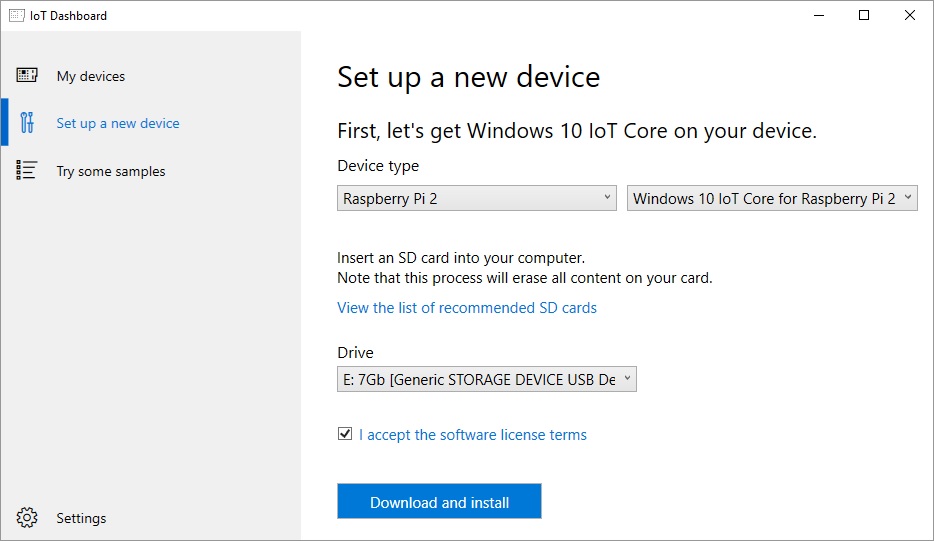 IoT Dashboard
My devices
Set up a new device
Try some samples
Settings
Set up a new device
First, let's get Windows 10 IoT Core on your device.
Device type
Raspberry Pi 2
Windows 10 IoT Core for Raspberry Pi 2
Insert an SD card into your computer.
Note that this process will erase all content on your card.
View the list of recommended SD cards
Drive
E: 7Gb [Generic STORAGE DEVICE USB De
I accept the software license terms
Download and install